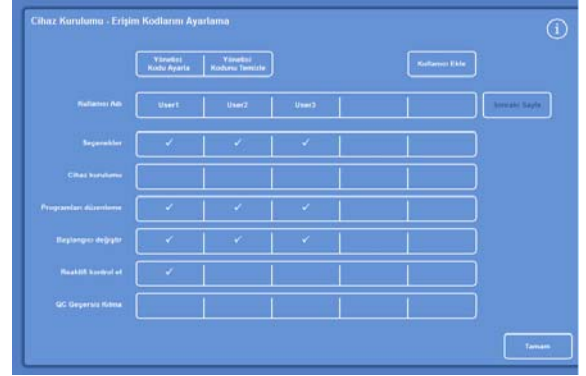 Cihaz Kurulumu - Erişim Kodlarını Ayarlama
i
Yönetici Kodu Ayarla
Yönetici Kodunu Temizle
Kullanıcı Ekle
Kullanıcı Adı User1 User2 User3 Sonraki Sayfa
Seçenekler ✓ ✓ ✓
Cihaz kurulumu
Programları düzenleme ✓ ✓ ✓
Başlangıcı değiştir ✓ ✓ ✓
Reaktifi kontrol et ✓
QC Geçersiz Kılma
Tamam